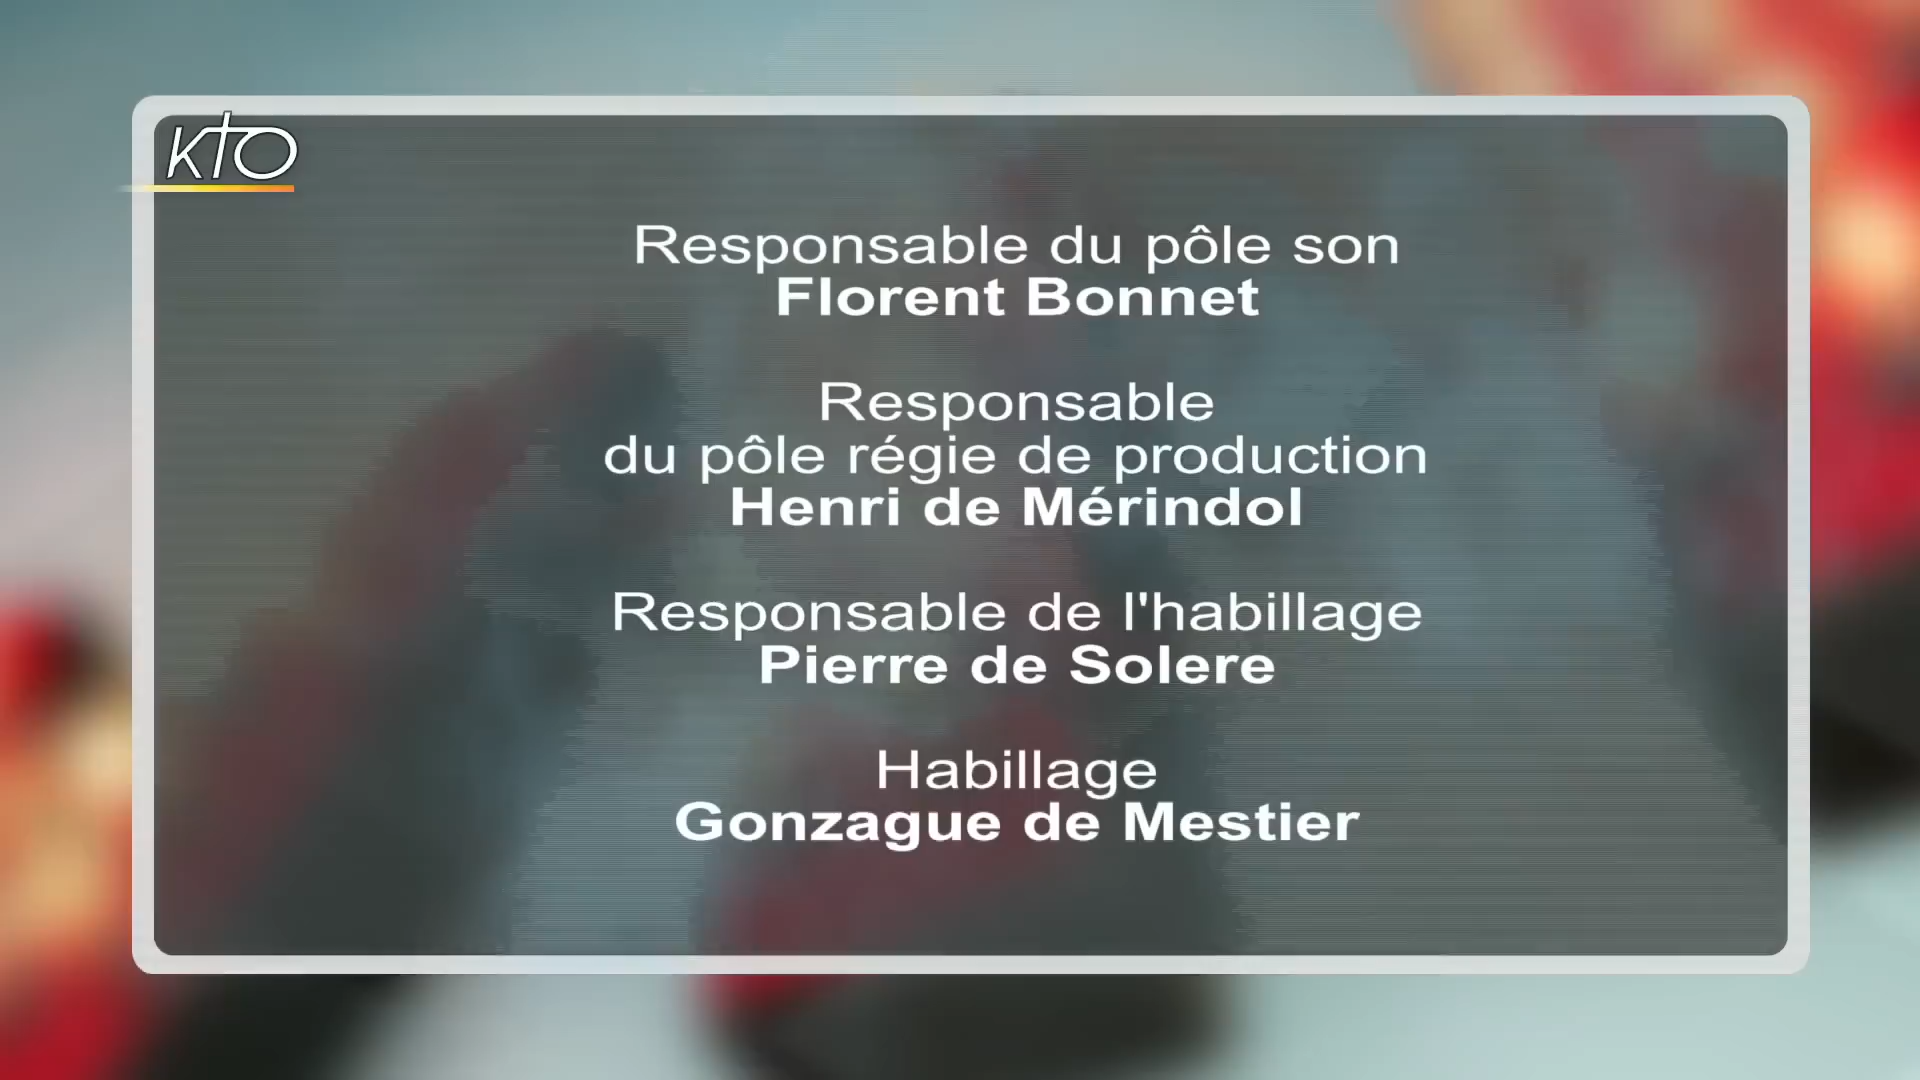 KTO
Responsable du pôle son
Florent Bonnet
Responsable
du pôle régie de production
Henri de Mérindol
Responsable de l'habillage
Pierre de Solere
Habillage
Gonzague de Mestier